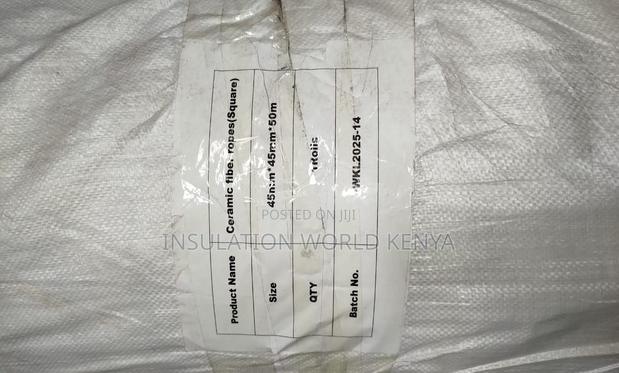 Product Name Ceramic fiber ropes(Square)
Size 45mm*45mm*50m
QTY
Batch No. WKL2025-14
POSTED ON JIJI
INSULATION WORLD KENYA